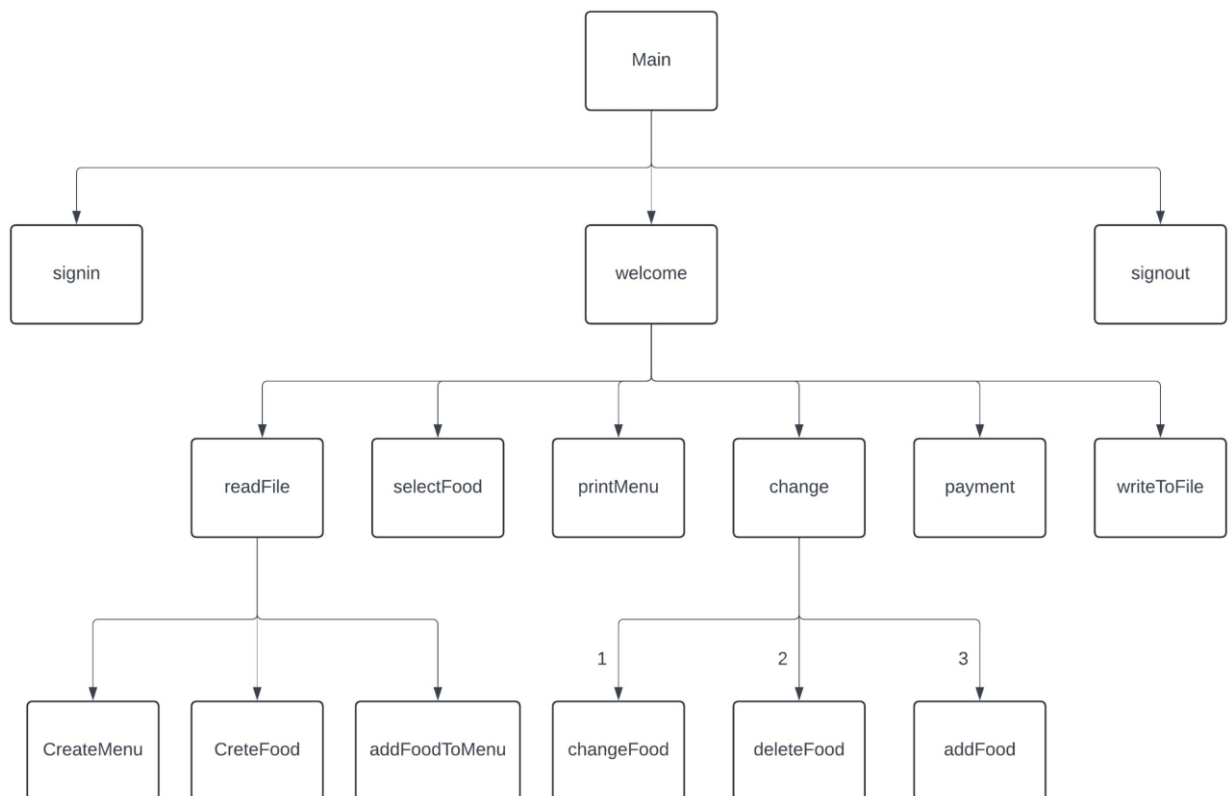 Main
signin
welcome
signout
readFile
selectFood
printMenu
change
payment
writeToFile
1
2
3
CreateMenu
CreteFood
addFoodToMenu
changeFood
deleteFood
addFood